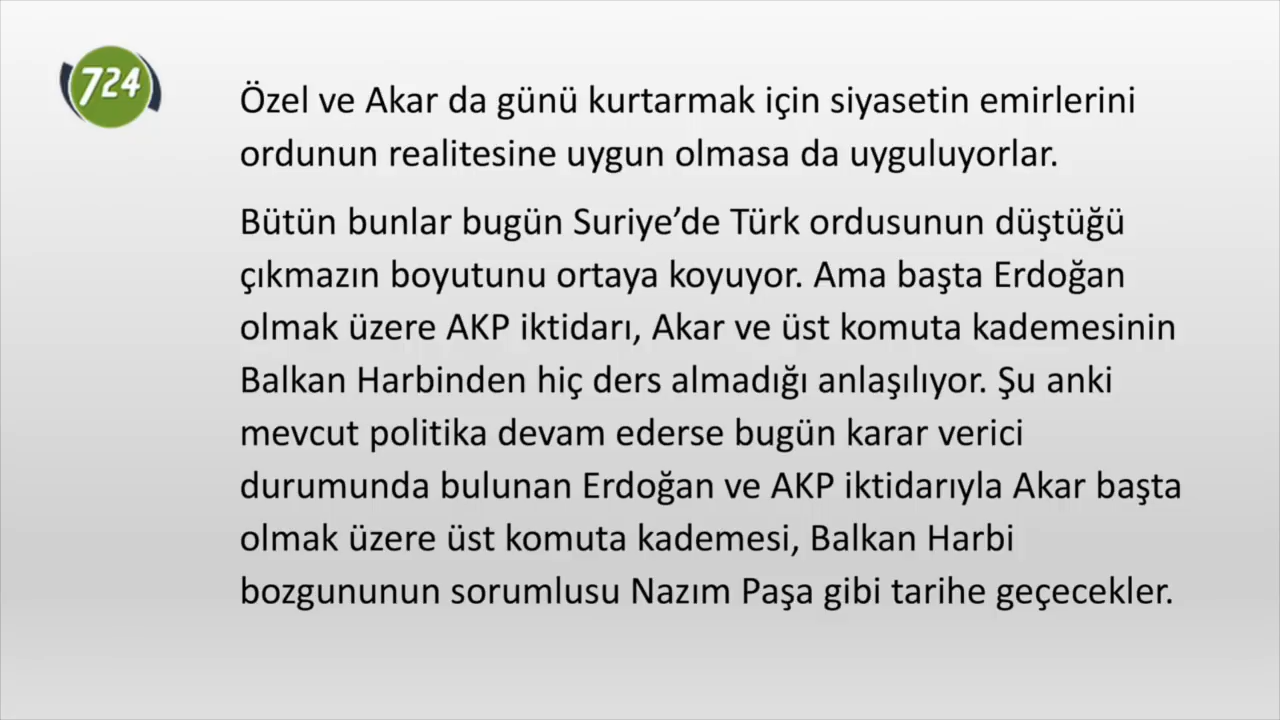 724
Özel ve Akar da günü kurtarmak için siyasetin emirlerini
ordunun realitesine uygun olmasa da uyguluyorlar.
Bütün bunlar bugün Suriye’de Türk ordusunun düştüğü
çıkmazın boyutunu ortaya koyuyor. Ama başta Erdoğan
olmak üzere AKP iktidarı, Akar ve üst komuta kademesinin
Balkan Harbinden hiç ders almadığı anlaşılıyor. Şu anki
mevcut politika devam ederse bugün karar verici
durumunda bulunan Erdoğan ve AKP iktidarıyla Akar başta
olmak üzere üst komuta kademesi, Balkan Harbi
bozgununun sorumlusu Nazım Paşa gibi tarihe geçecekler.